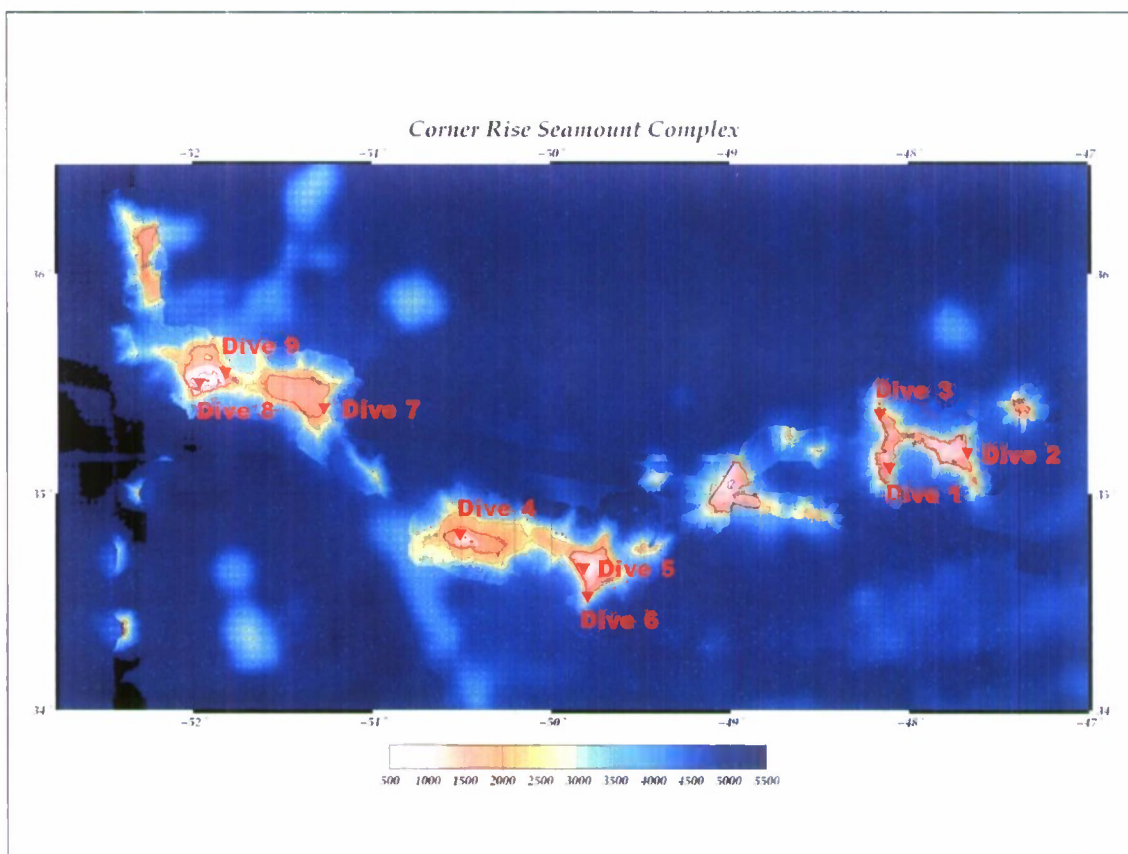 Corner Rise Seamount Complex
-52 -51 -50 -49 -48 -47
36 36
Dive 9
Dive 8
Dive 7
Dive 3
Dive 2
Dive 1
35 35
Dive 4
Dive 5
Dive 6
34 34
-52 -51 -50 -49 -48 -47
500 1000 1500 2000 2500 3000 3500 4000 4500 5000 5500